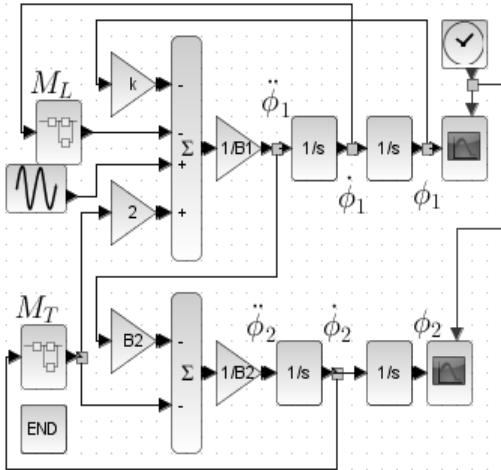 M_L
k
-
-
Σ
+
+
2
1/B1
ϕ̈_1
1/s
ϕ̇_1
1/s
ϕ_1
M_T
END
B2
-
Σ
-
1/B2
ϕ̈_2
1/s
ϕ̇_2
1/s
ϕ_2